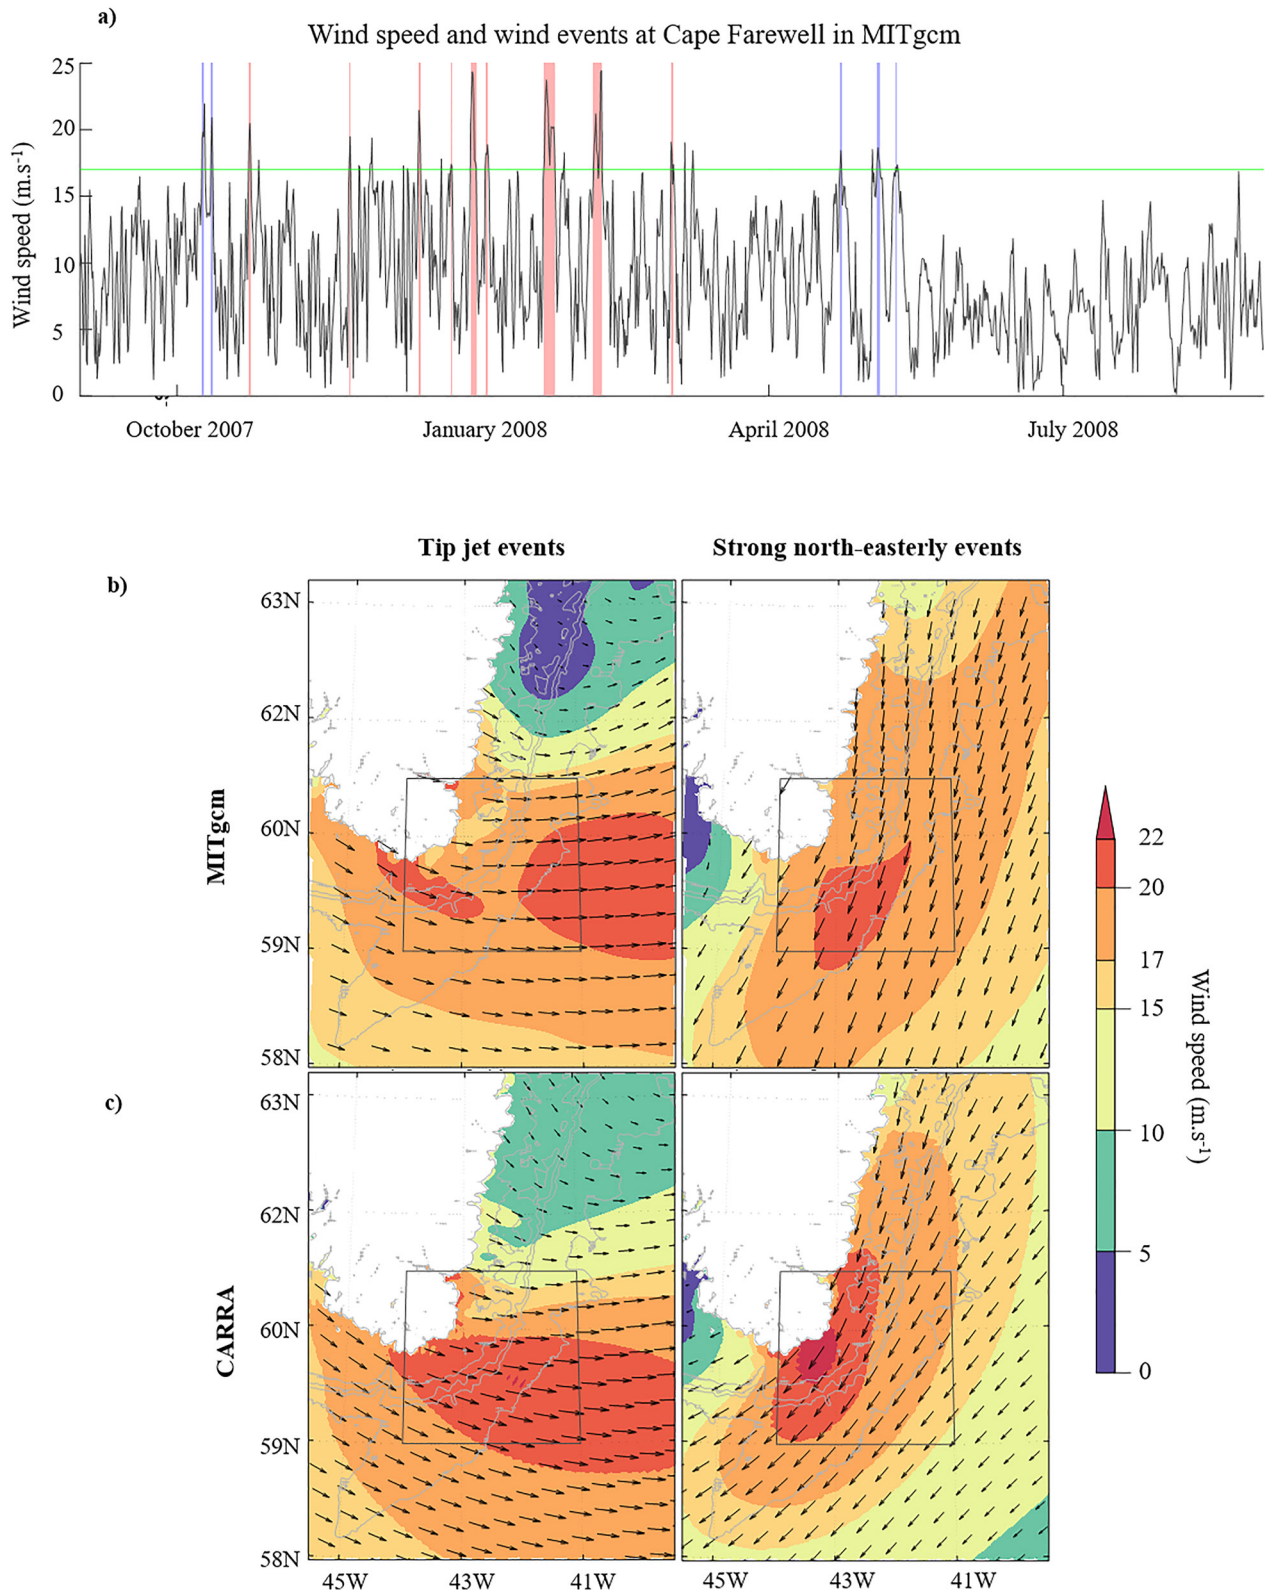 a)
Wind speed and wind events at Cape Farewell in MITgcm
25
20
15
10
5
0
Wind speed (m.s-1)
October 2007
January 2008
April 2008
July 2008
Tip jet events
Strong north-easterly events
b)
63N
62N
60N
59N
58N
MITgcm
c)
63N
62N
60N
59N
58N
CARRA
45W
43W
41W
45W
43W
41W
22
20
17
15
10
5
0
Wind speed (m.s-1)